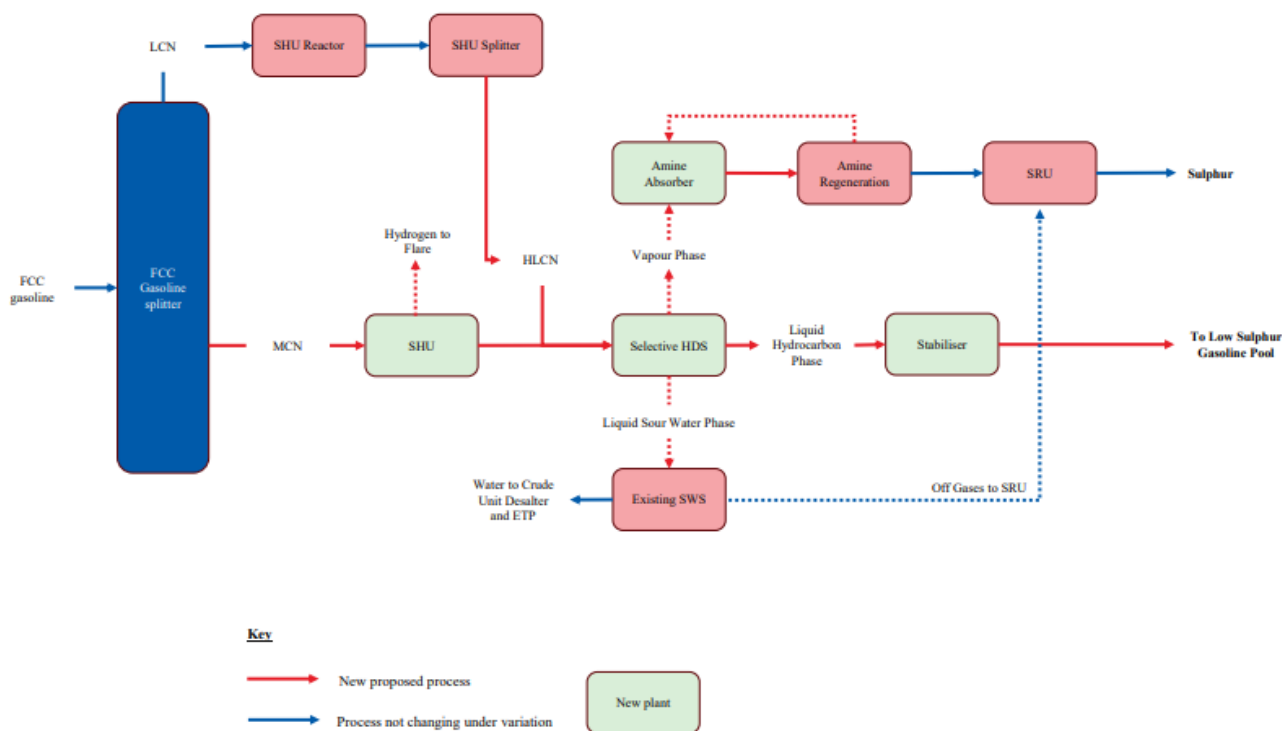 LCN
SHU Reactor
SHU Splitter
Amine
Absorber
Amine
Regeneration
SRU
Sulphur
Hydrogen to
Flare
HLCN
Vapour Phase
FCC
gasoline
FCC
Gasoline
splitter
MCN
SHU
Selective HDS
Liquid
Hydrocarbon
Phase
Stabiliser
To Low Sulphur
Gasoline Pool
Liquid Sour Water Phase
Water to Crude
Unit Desalter
and ETP
Existing SWS
Off Gases to SRU
Key
New proposed process
New plant
Process not changing under variation